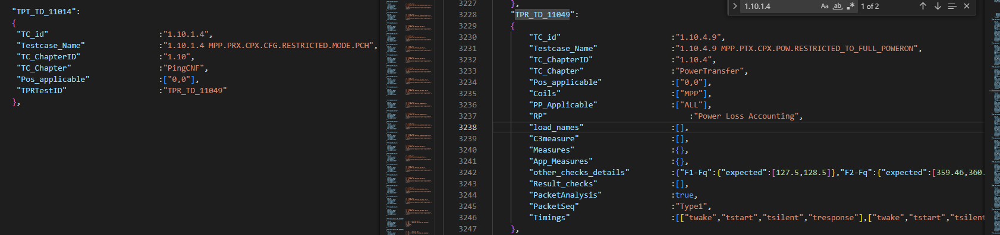 "TPT_TD_11014":
{
"TC_id" :"1.10.1.4",
"Testcase_Name" :"1.10.1.4 MPP.PRX.CPX.CFG.RESTRICTED.MODE.PCH",
"TC_ChapterID" :"1.10",
"TC_Chapter" :"PingCNF",
"Pos_applicable" :["0,0"],
"TPRTestID" :"TPR_TD_11049"
},
1.10.1.4 Aa ab .* 1 of 2
3227 },
3228 "TPR_TD_11049":
3229 {
3230 "TC_id" :"1.10.4.9",
3231 "Testcase_Name" :"1.10.4.9 MPP.PTX.CPX.POW.RESTRICTED_TO_FULL_POWERON",
3232 "TC_ChapterID" :"1.10.4",
3233 "TC_Chapter" :"PowerTransfer",
3234 "Pos_applicable" :["0,0"],
3235 "Coils" :["MPP"],
3236 "PP_Applicable" :["ALL"],
3237 "RP" :"Power Loss Accounting",
3238 "load_names" :[],
3239 "C3measure" :[],
3240 "Measures" :{},
3241 "App_Measures" :{},
3242 "other_checks_details" :{"F1-Fq":{"expected":[127.5,128.5]},"F2-Fq":{"expected":[359.46,360.
3243 "Result_checks" :[],
3244 "PacketAnalysis" :true,
3245 "PacketSeq" :"Type1",
3246 "Timings" :[["twake","tstart","tsilent","tresponse"],["twake","tstart","tsilent
3247 },